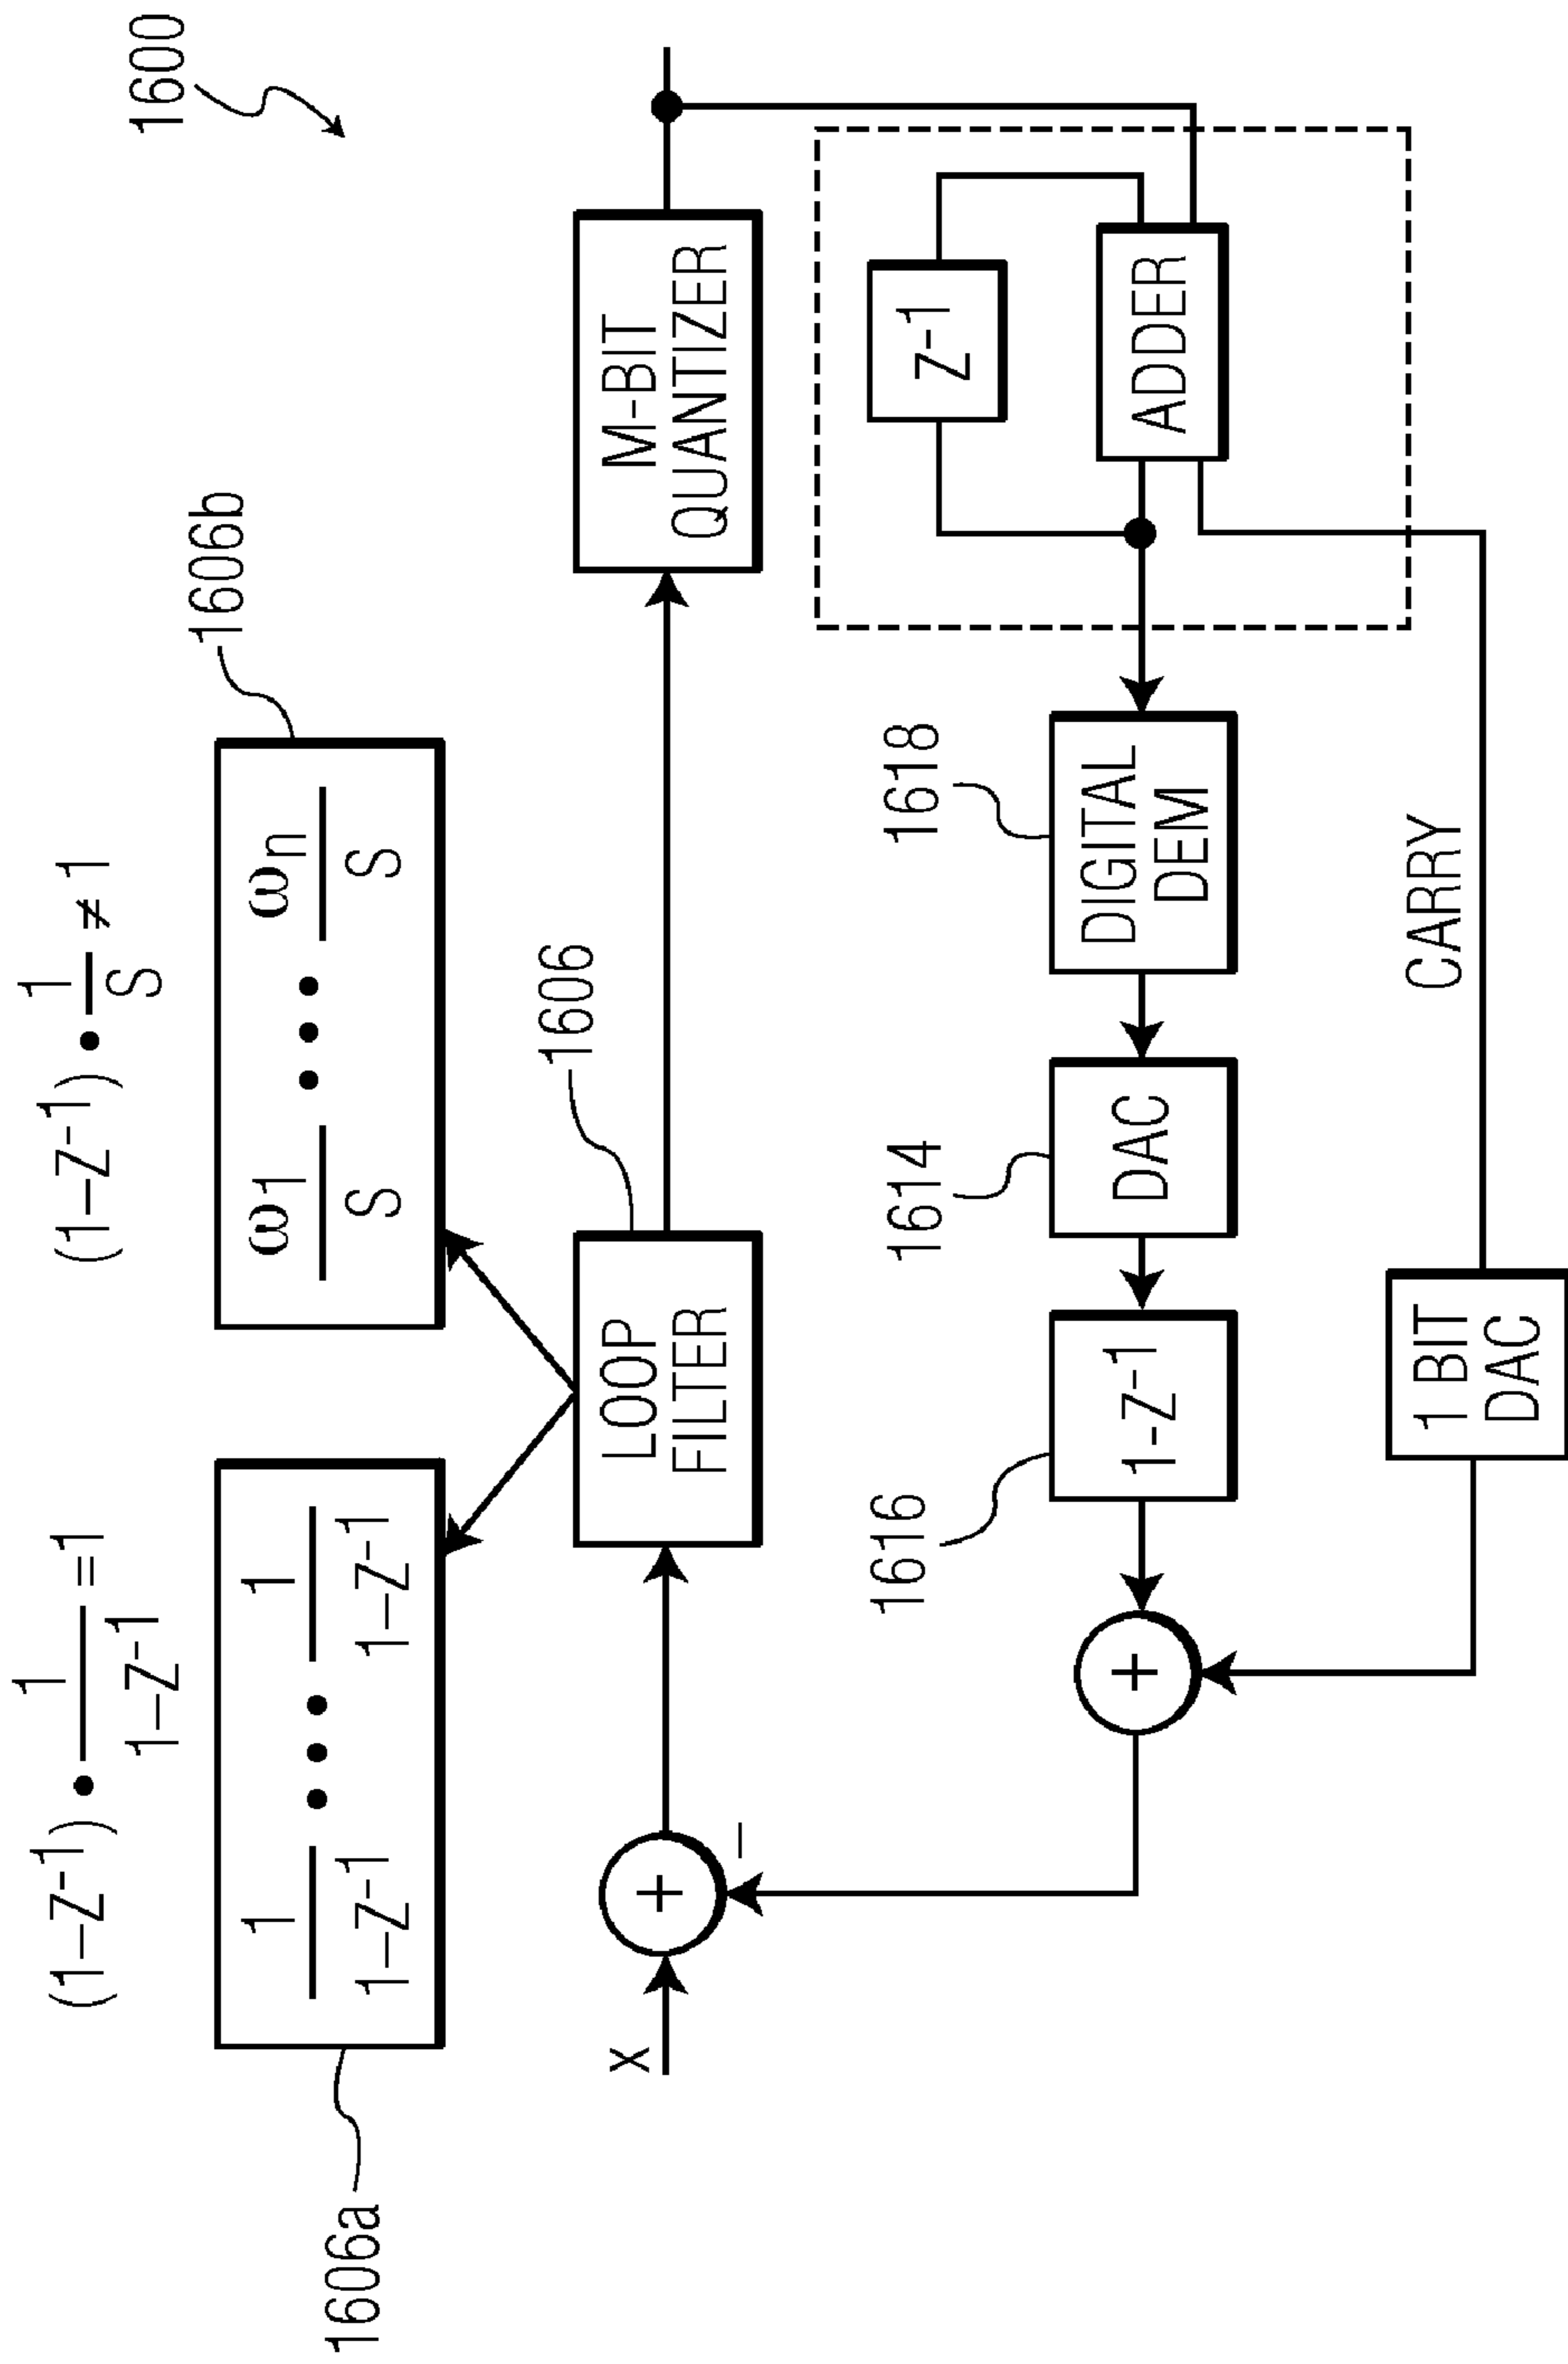 1600
(1–Z⁻¹) • 1/(1–Z⁻¹) =1
(1–Z⁻¹) • 1/S ≠ 1
1606a
1/(1–Z⁻¹) • • • 1/(1–Z⁻¹)
ω1/S • • • ωn/S
1606b
1606
X
+
–
LOOP
FILTER
M-BIT
QUANTIZER
1616
1614
1618
+
1-Z⁻¹
DAC
DIGITAL
DEM
Z⁻¹
ADDER
1 BIT
DAC
CARRY